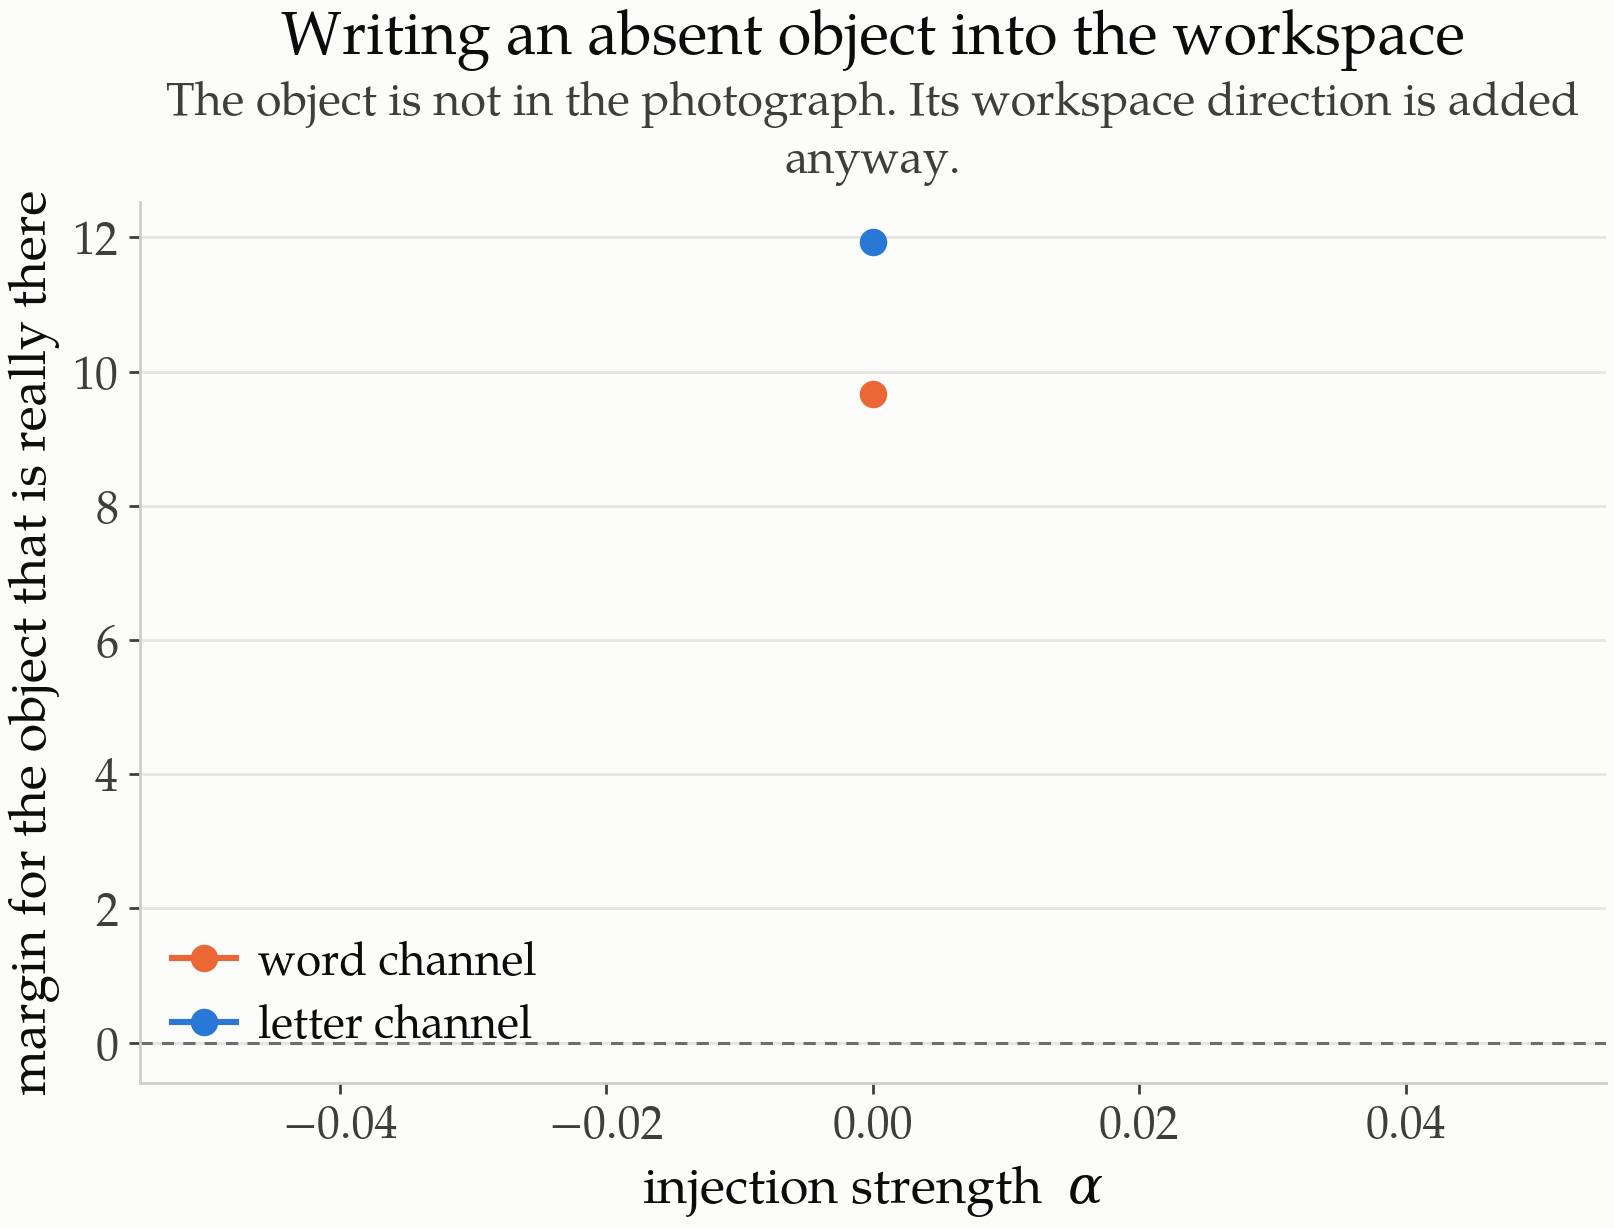 Writing an absent object into the workspace
The object is not in the photograph. Its workspace direction is added
anyway.
margin for the object that is really there
12
10
8
6
4
2
0
word channel
letter channel
−0.04
−0.02
0.00
0.02
0.04
injection strength α